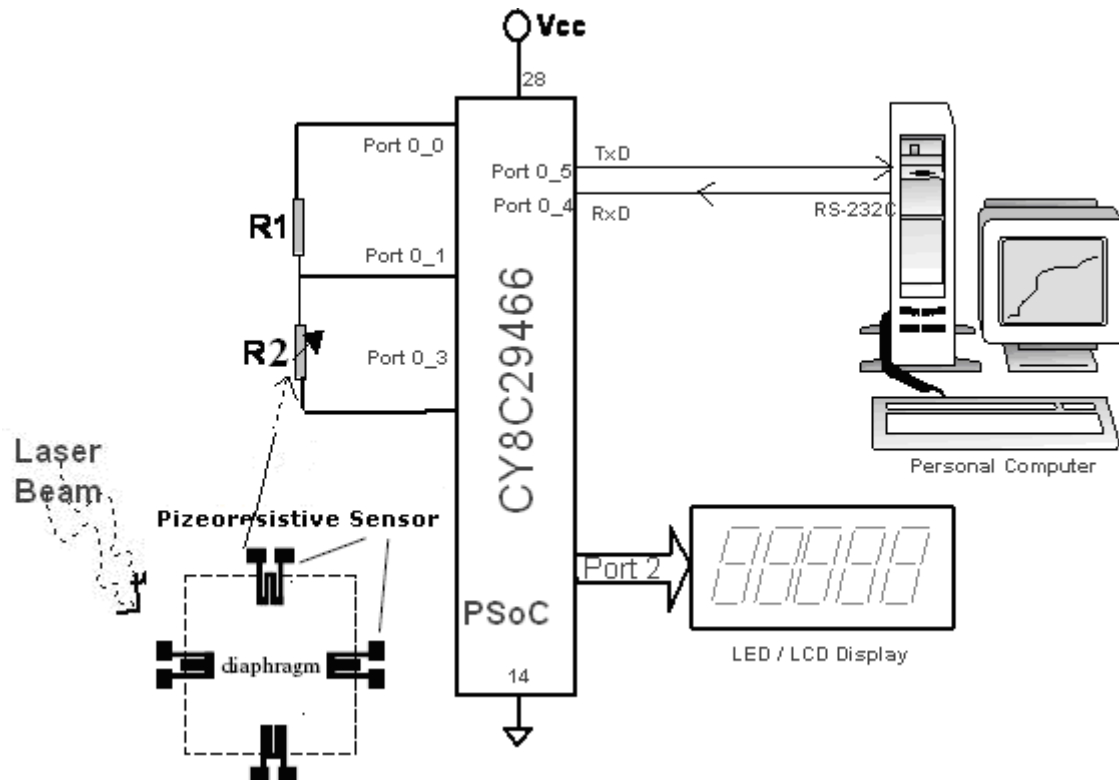 Vcc
28
Port 0_0
TxD
Port 0_5
Port 0_4
RxD
RS-232C
R1
Port 0_1
R2
Port 0_3
CY8C29466
Personal Computer
Laser
Beam
Pizeoresistive Sensor
Port 2
PSoC
diaphragm
LED / LCD Display
14